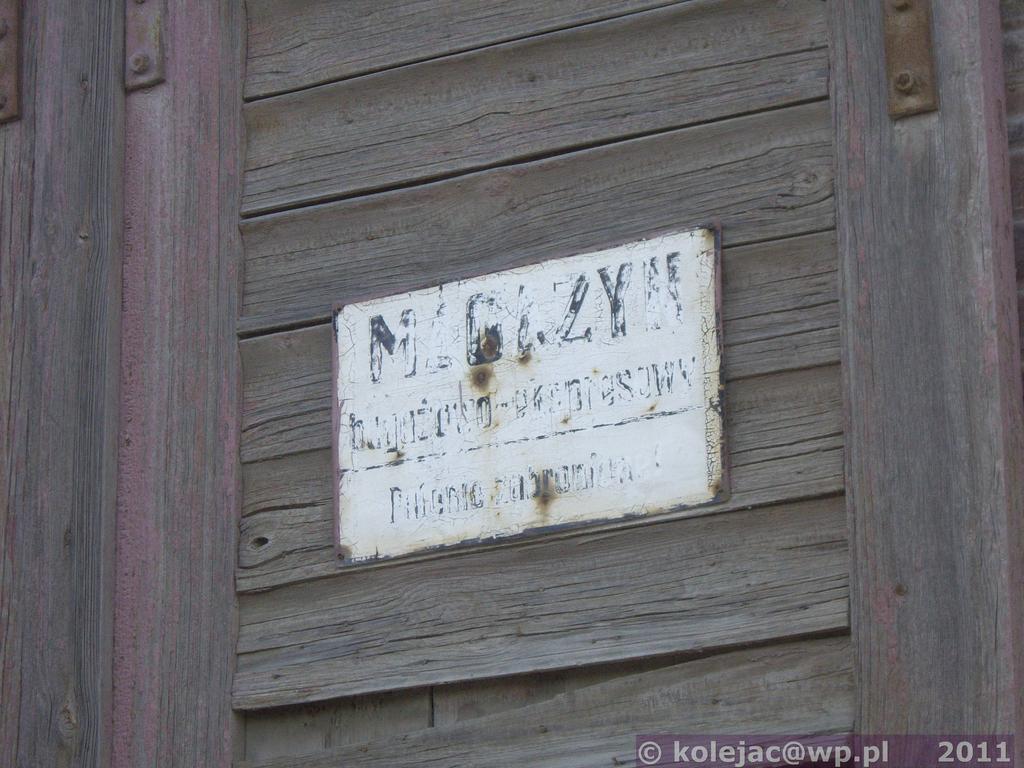 MAGAZYN
bagażowo-ekspresowy
Palenie zabronione!
© kolejac@wp.pl 2011